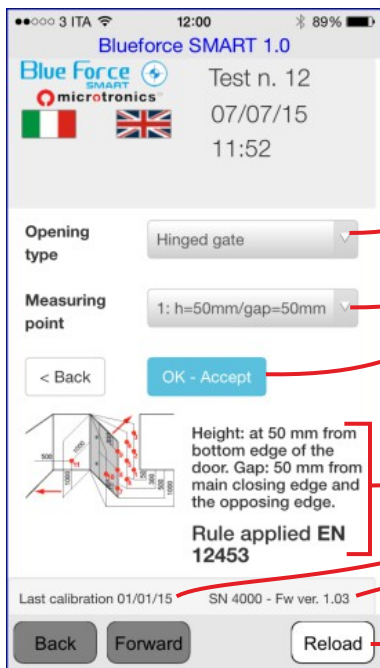 3 ITA 12:00 89%
Blueforce SMART 1.0
Blue Force
SMART
microtronics
Test n. 12
07/07/15
11:52
Opening
type
Hinged gate
Measuring
point
1: h=50mm/gap=50mm
< Back
OK - Accept
Height: at 50 mm from
bottom edge of the
door. Gap: 50 mm from
main closing edge and
the opposing edge.
Rule applied EN
12453
Last calibration 01/01/15 SN 4000 - Fw ver. 1.03
Back Forward Reload